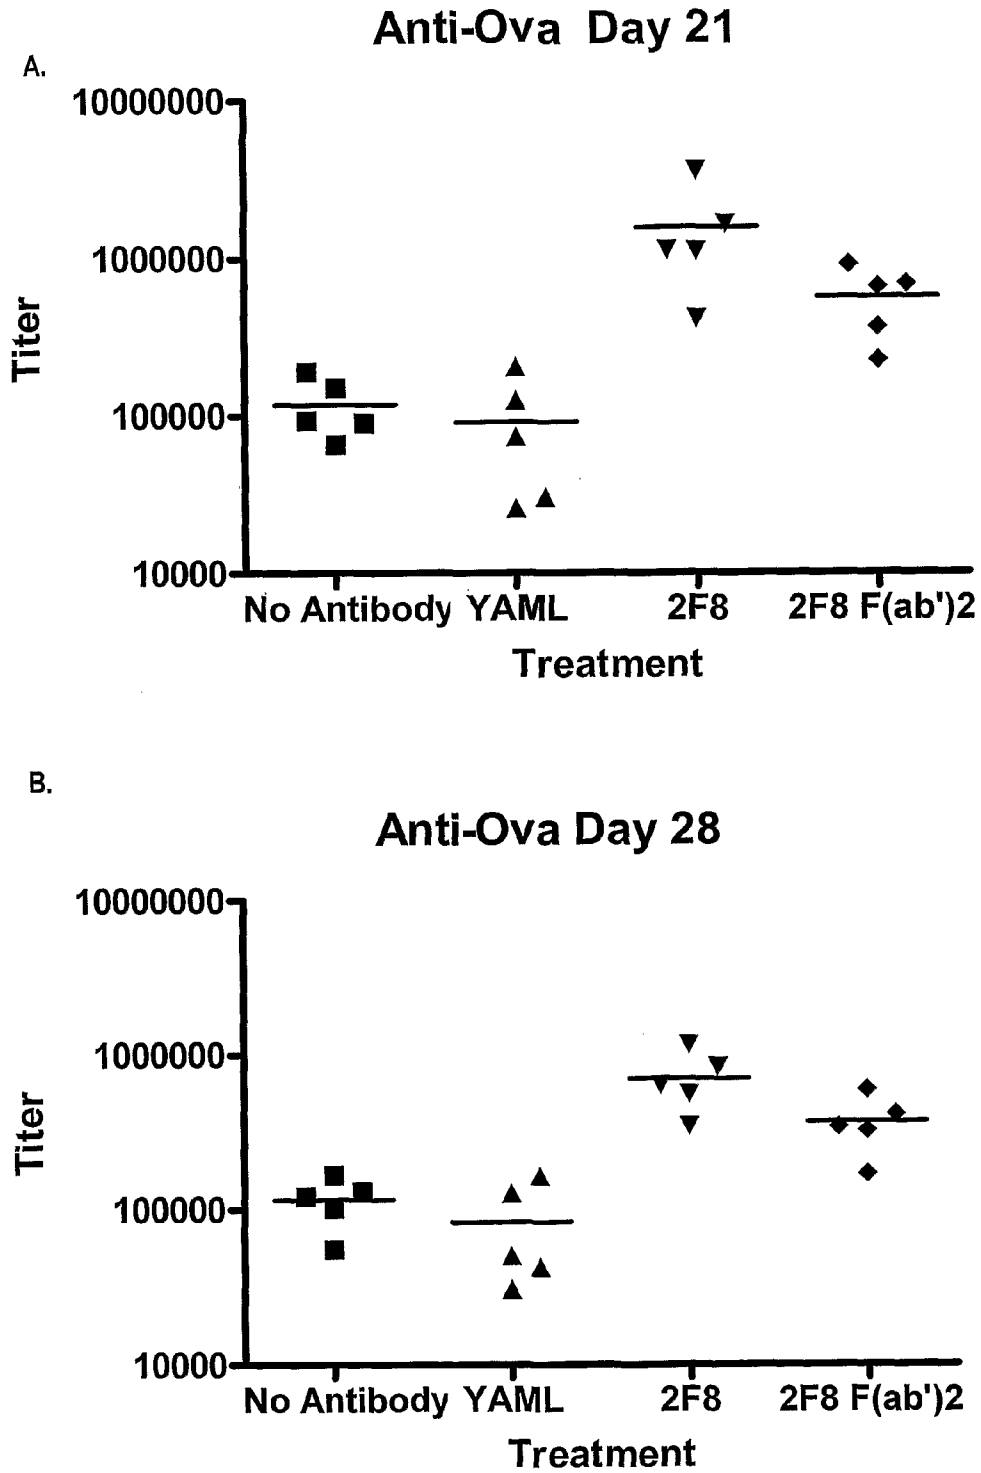 Anti-Ova Day 21
A.
10000000
1000000
100000
10000
Titer
No Antibody YAML 2F8 2F8 F(ab')2
Treatment
B.
Anti-Ova Day 28
10000000
1000000
100000
10000
Titer
No Antibody YAML 2F8 2F8 F(ab')2
Treatment